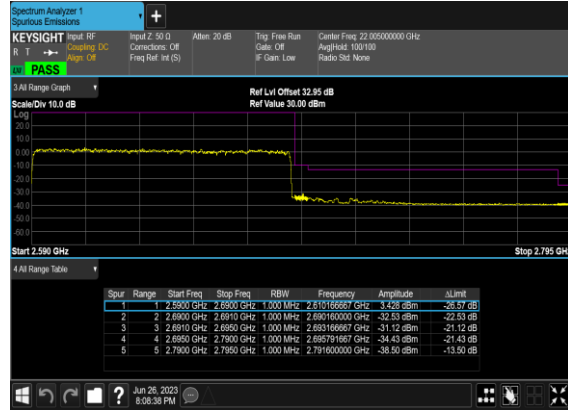 Spectrum Analyzer 1
Spurious Emissions
+
KEYSIGHT Input: RF Input Z: 50 Ω Atten: 20 dB Trig: Free Run Center Freq: 22.005000000 GHz
R T Coupling: DC Corrections: Off Gate: Off Avg|Hold: 100/100
Align: Off Freq Ref: Int (S) IF Gain: Low Radio Std: None
LW PASS
3 All Range Graph
Ref Lvl Offset 32.95 dB
Scale/Div 10.0 dB Ref Value 30.00 dBm
Log
20.0
10.0
0.00
-10.0
-20.0
-30.0
-40.0
-50.0
-60.0
Start 2.590 GHz Stop 2.795 GHz
4 All Range Table
Spur Range Start Freq Stop Freq RBW Frequency Amplitude ΔLimit
1 1 2.5900 GHz 2.6900 GHz 1.000 MHz 2.610166667 GHz 3.428 dBm -26.57 dB
2 2 2.6900 GHz 2.6910 GHz 1.000 MHz 2.690160000 GHz -32.53 dBm -22.53 dB
3 3 2.6910 GHz 2.6950 GHz 1.000 MHz 2.693166667 GHz -31.12 dBm -21.12 dB
4 4 2.6950 GHz 2.7900 GHz 1.000 MHz 2.695791667 GHz -34.43 dBm -21.43 dB
5 5 2.7900 GHz 2.7950 GHz 1.000 MHz 2.791600000 GHz -38.50 dBm -13.50 dB
? Jun 26, 2023
8:08:38 PM